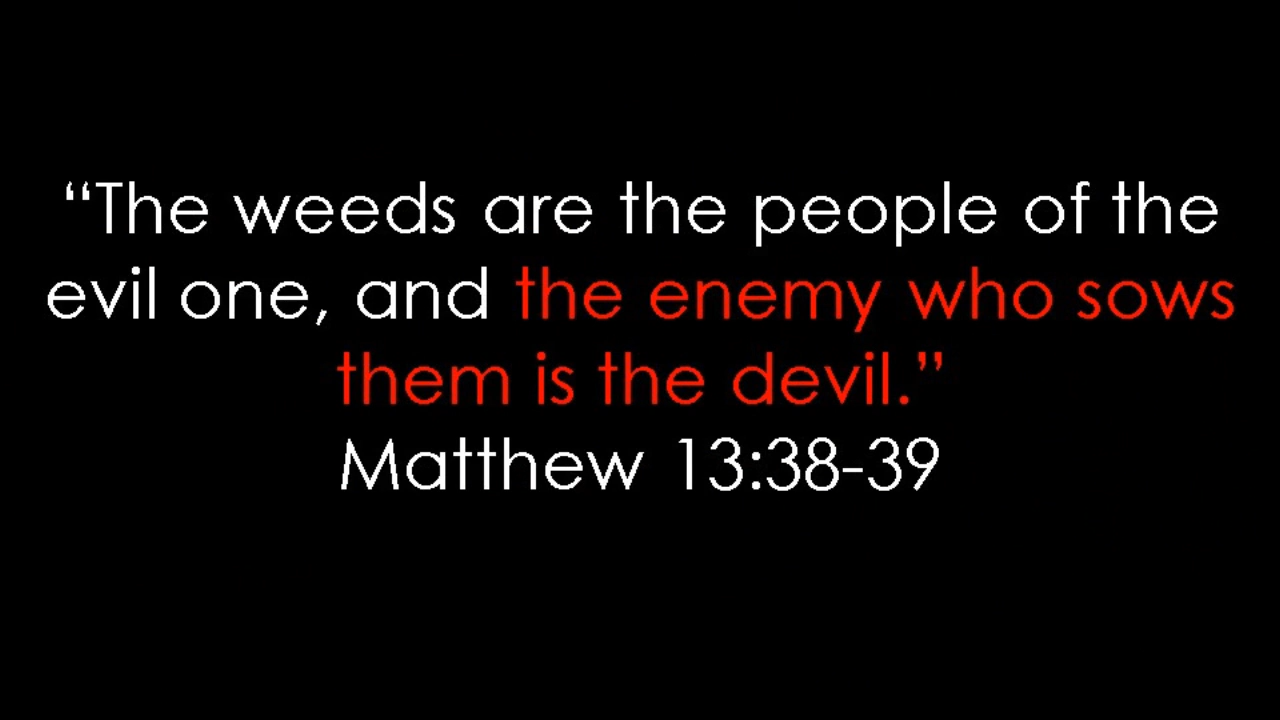 “The weeds are the people of the
evil one, and the enemy who sows
them is the devil.”
Matthew 13:38-39